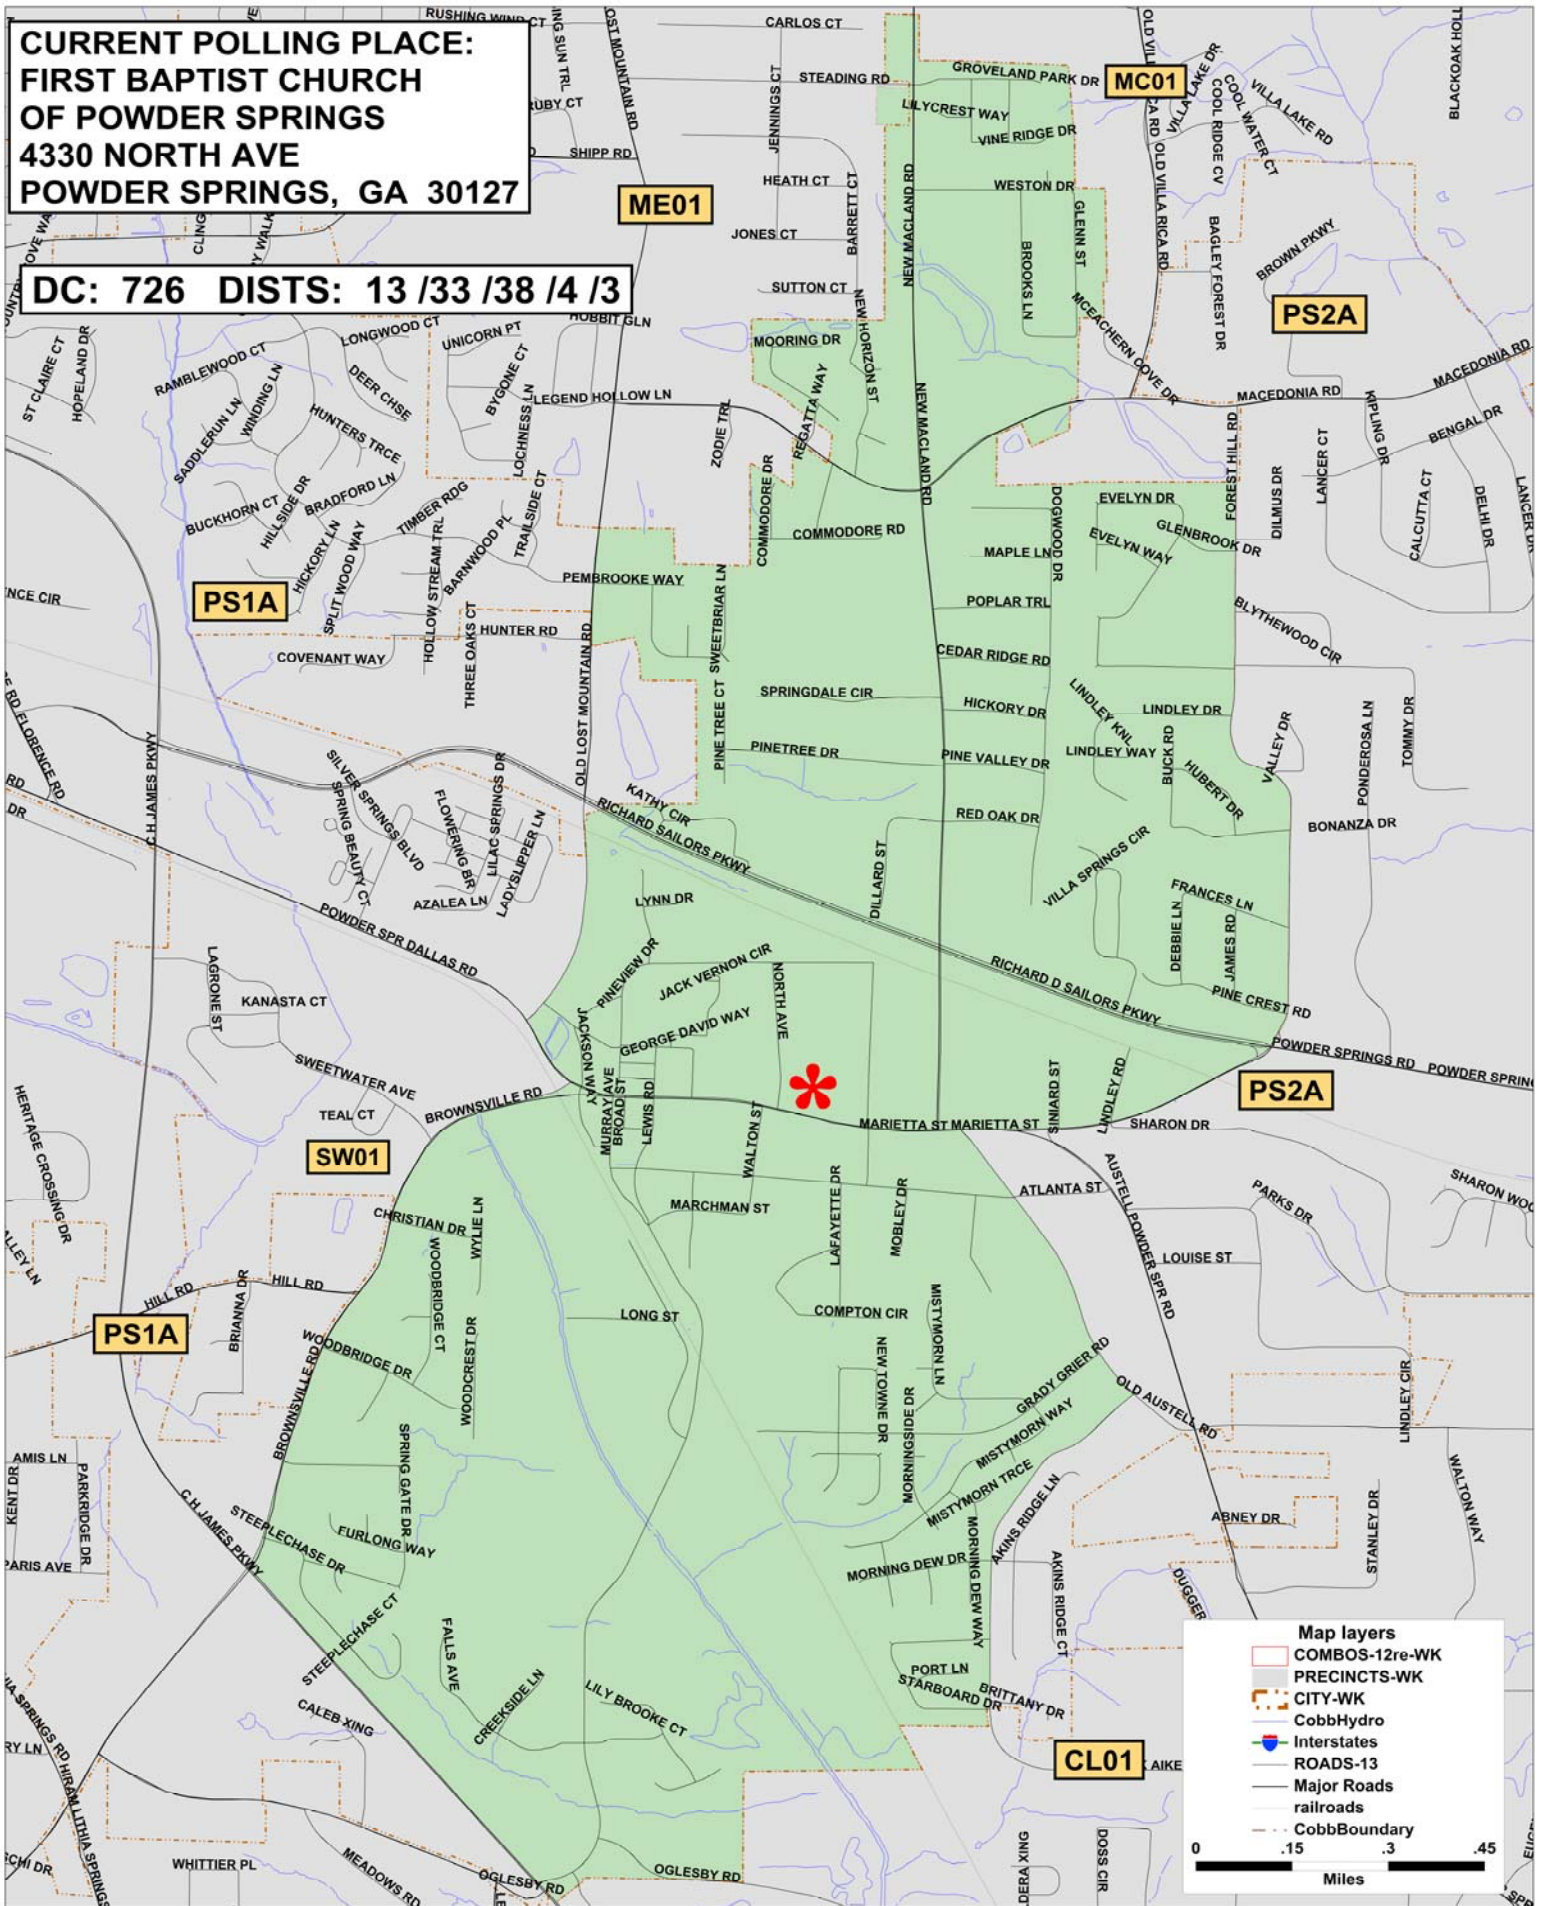 CURRENT POLLING PLACE:
FIRST BAPTIST CHURCH
OF POWDER SPRINGS
4330 NORTH AVE
POWDER SPRINGS, GA 30127
DC: 726 DISTS: 13 /33 /38 /4 /3
RUSHING WIND CT
CARLOS CT
STEADING RD
GROVELAND PARK DR
MC01
VILLA LAKE DR
COOL RIDGE CV
COOL WATER CT
VILLA LAKE RD
LILYCREST WAY
VINE RIDGE DR
JENNINGS CT
SHIPP RD
HEATH CT
BARRETT CT
WESTON DR
OLD VILLA RICA RD
ME01
JONES CT
NEW MACLAND RD
GLENN ST
BROOKS LN
BAGLEY FOREST DR
BROWN PKWY
SUTTON CT
NEW HORIZON ST
MCEACHERN COVE DR
PS2A
HOBBIT GLN
LONGWOOD CT
UNICORN PT
MOORING DR
ST CLAIRE CT
HOPELAND DR
RAMBLEWOOD CT
DEER CHSE
BYGONE CT
REGATTA WAY
MACEDONIA RD
MACEDONIA RD
SADDLERUN LN
WINDING LN
HUNTERS TRCE
LEGEND HOLLOW LN
LOCHNESS LN
ZODIE TRL
NEW MACLAND RD
FOREST HILL RD
KIPLING DR
BENGAL DR
LANCER CT
BUCKHORN CT
HILLSIDE DR
BRADFORD LN
TIMBER RDG
TRAILSIDE CT
COMMODORE DR
COMMODORE RD
DOGWOOD DR
EVELYN DR
GLENBROOK DR
EVELYN WAY
DILMUS DR
CALCUTTA CT
DELHI DR
LANCER DR
MAPLE LN
HICKORY LN
SPLIT WOOD WAY
HOLLOW STREAM TRL
BARNWOOD PL
PEMBROOKE WAY
PS1A
SWEETBRIAR LN
POPLAR TRL
BLYTHEWOOD CIR
HUNTER RD
COVENANT WAY
THREE OAKS CT
OLD LOST MOUNTAIN RD
CEDAR RIDGE RD
PINE TREE CT
SPRINGDALE CIR
HICKORY DR
LINDLEY KNL
LINDLEY DR
PINETREE DR
PINE VALLEY DR
LINDLEY WAY
BUCK RD
HUBERT DR
VALLEY DR
PONDEROSA LN
TOMMY DR
FLORENCE RD
C H JAMES PKWY
SILVER SPRINGS BLVD
SPRING BEAUTY CT
FLOWERING BR
LILAC SPRINGS DR
LADYSLIPPER LN
AZALEA LN
KATHY CIR
RICHARD SAILORS PKWY
RED OAK DR
BONANZA DR
DILLARD ST
VILLA SPRINGS CIR
LYNN DR
FRANCES LN
DEBBIE LN
JAMES RD
POWDER SPR DALLAS RD
PINEVIEW DR
JACK VERNON CIR
NORTH AVE
RICHARD D SAILORS PKWY
PINE CREST RD
LAGRONE ST
KANASTA CT
JACKSON WAY
GEORGE DAVID WAY
POWDER SPRINGS RD
SWEETWATER AVE
TEAL CT
BROWNSVILLE RD
MURRAY AVE
BROAD ST
LEWIS RD
WALTON ST
MARIETTA ST
MARIETTA ST
SINIARD ST
LINDLEY RD
SHARON DR
PS2A
HERITAGE CROSSING DR
SW01
MARCHMAN ST
LAFAYETTE DR
MOBLEY DR
ATLANTA ST
AUSTELL POWDER SPR RD
PARKS DR
CHRISTIAN DR
WYLIE LN
WOODBRIDGE CT
LOUISE ST
HILL RD
HILL RD
BRIANNA DR
PS1A
LONG ST
COMPTON CIR
MISTYMORN LN
WOODBRIDGE DR
WOODCREST DR
NEW TOWNE DR
MORNINGSIDE DR
GRADY GRIER RD
OLD AUSTELL RD
LINDLEY CIR
BROWNSVILLE RD
MISTYMORN WAY
AMIS LN
KENT DR
PARKRIDGE DR
SPRING GATE DR
MISTYMORN TRCE
AKINS RIDGE LN
WALTON WAY
C H JAMES PKWY
STEEPLECHASE DR
FURLONG WAY
ABNEY DR
STANLEY DR
PARIS AVE
MORNING DEW DR
MORNING DEW WAY
AKINS RIDGE CT
DUGGER
STEEPLECHASE CT
FALLS AVE
PORT LN
STARBOARD DR
BRITTANY DR
CALEB XING
CREEKSIDE LN
LILY BROOKE CT
CL01
AIKE
HIRAM LITHIA SPRINGS
WHITTIER PL
MEADOWS RD
OGLESBY RD
OGLESBY RD
DOSS CIR
Map layers
COMBOS-12re-WK
PRECINCTS-WK
CITY-WK
CobbHydro
Interstates
ROADS-13
Major Roads
railroads
CobbBoundary
0 .15 .3 .45
Miles